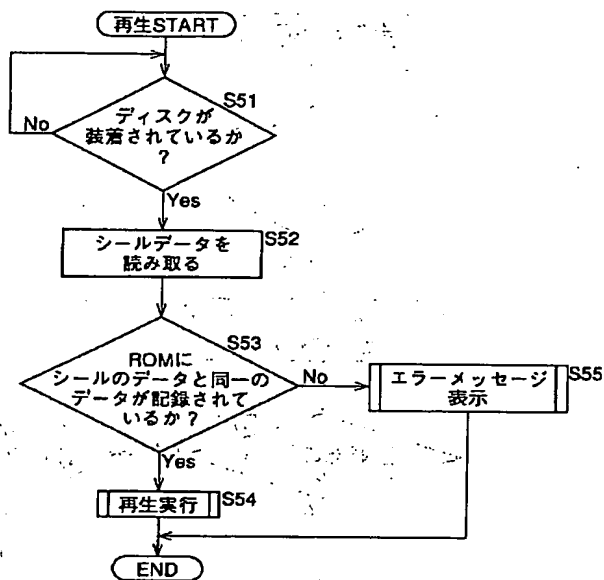 再生START
S51
ディスクが
装着されているか
?
No
Yes
シールデータを
読み取る
S52
S53
ROMに
シールのデータと同一の
データが記録されて
いるか?
No
エラーメッセージ
表示
S55
Yes
再生実行
S54
END